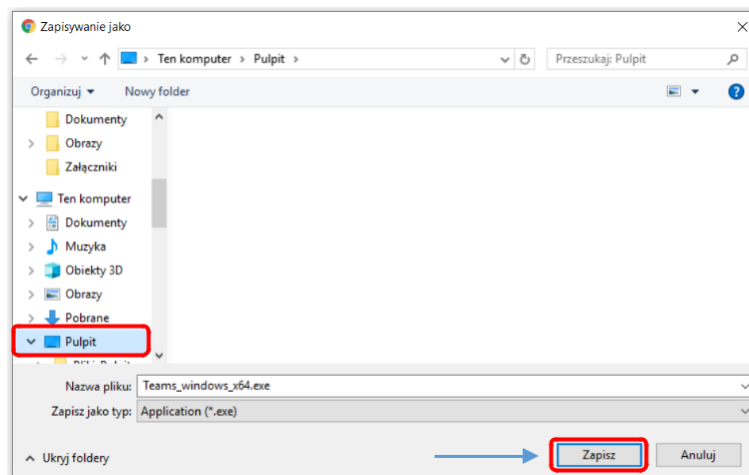 Zapisywanie jako
Ten komputer > Pulpit >
Przeszukaj: Pulpit
Organizuj
Nowy folder
Dokumenty
Obrazy
Załączniki
Ten komputer
Dokumenty
Muzyka
Obiekty 3D
Obrazy
Pobrane
Pulpit
Nazwa pliku: Teams_windows_x64.exe
Zapisz jako typ: Application (*.exe)
Ukryj foldery
Zapisz
Anuluj